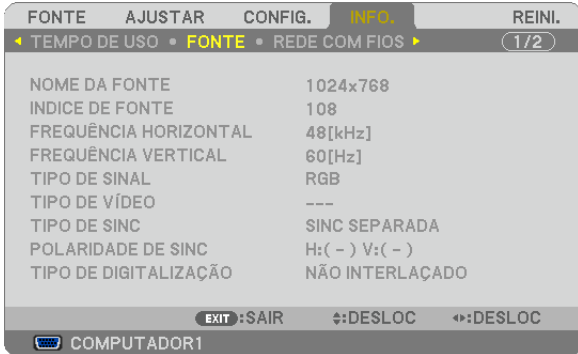 FONTE AJUSTAR CONFIG. INFO. REINI.
TEMPO DE USO • FONTE • REDE COM FIOS 1/2
NOME DA FONTE 1024x768
INDICE DE FONTE 108
FREQUÊNCIA HORIZONTAL 48[kHz]
FREQUÊNCIA VERTICAL 60[Hz]
TIPO DE SINAL RGB
TIPO DE VÍDEO ---
TIPO DE SINC SINC SEPARADA
POLARIDADE DE SINC H:( - ) V:( - )
TIPO DE DIGITALIZAÇÃO NÃO INTERLAÇADO
EXIT :SAIR :DESLOC :DESLOC
COMPUTADOR1